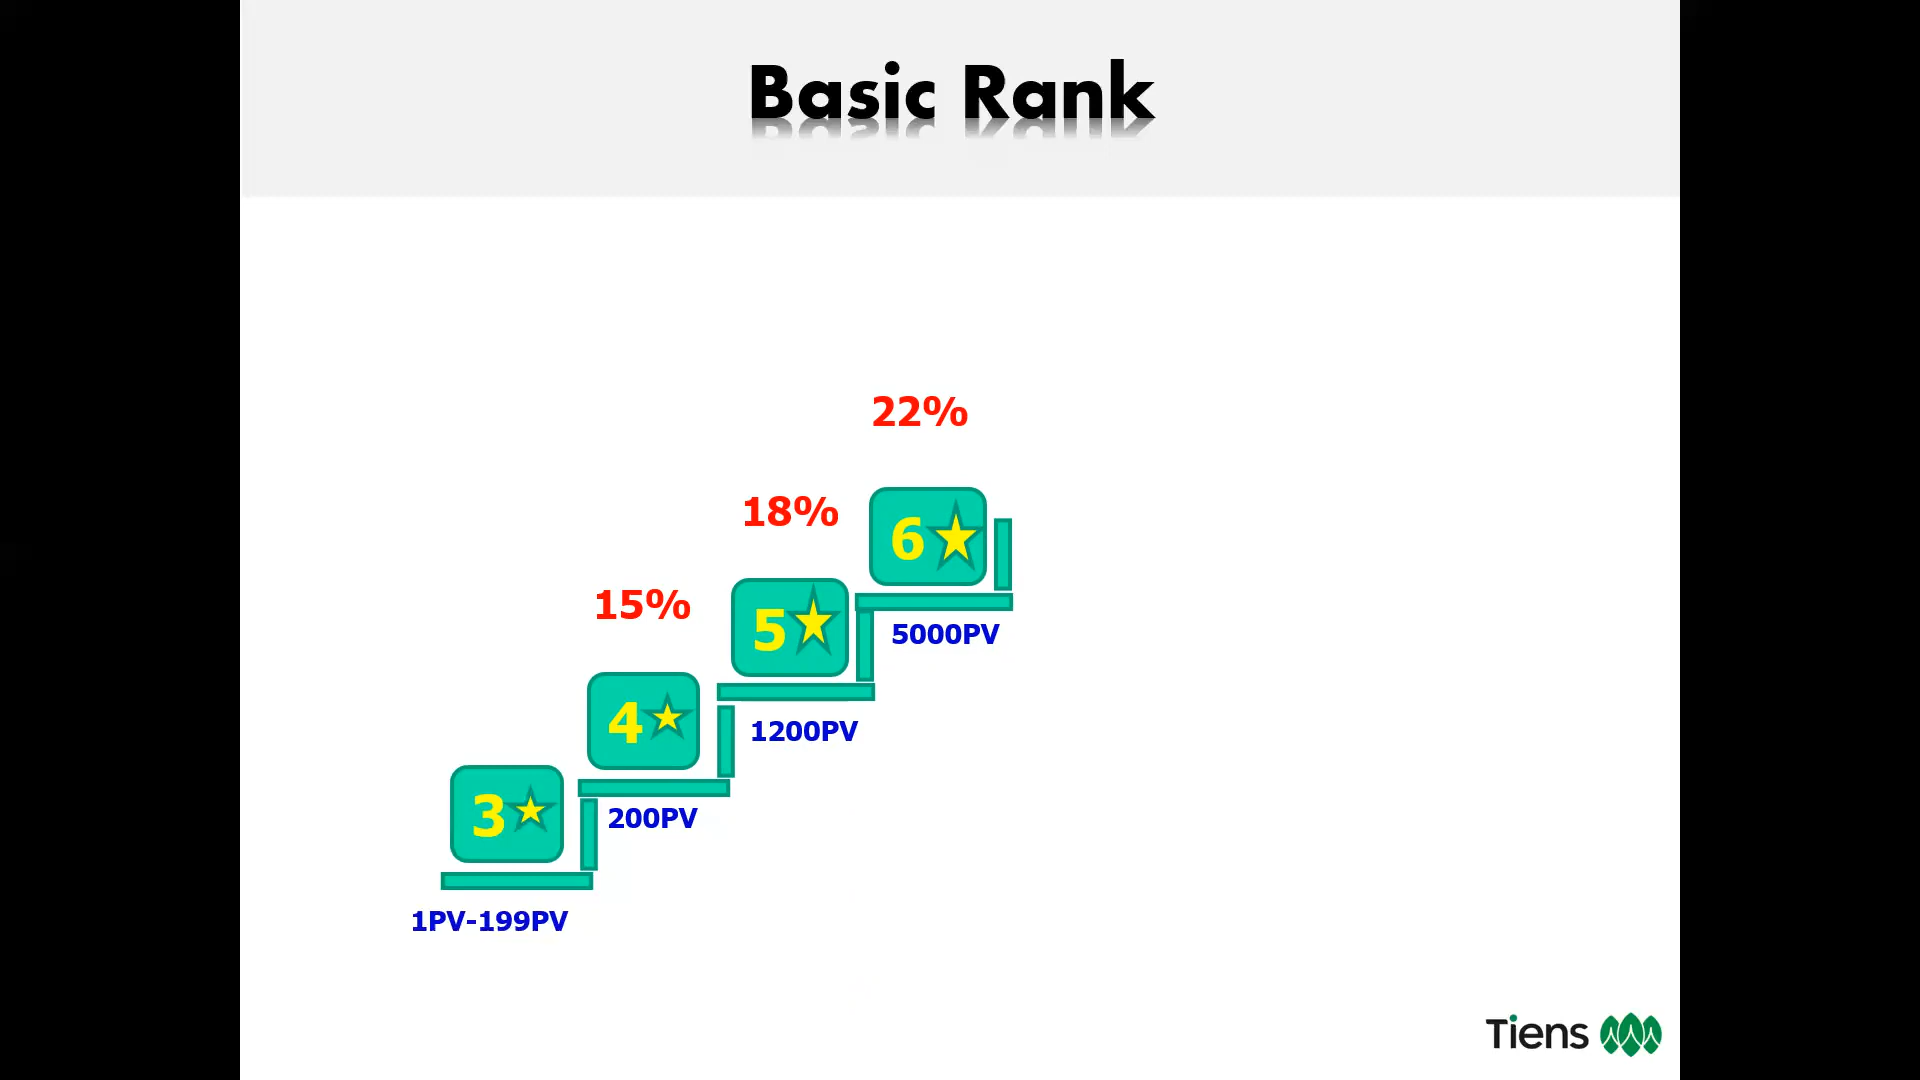 Basic Rank
22%
18%
6
15%
5
5000PV
4
1200PV
3
200PV
1PV-199PV
Tiens